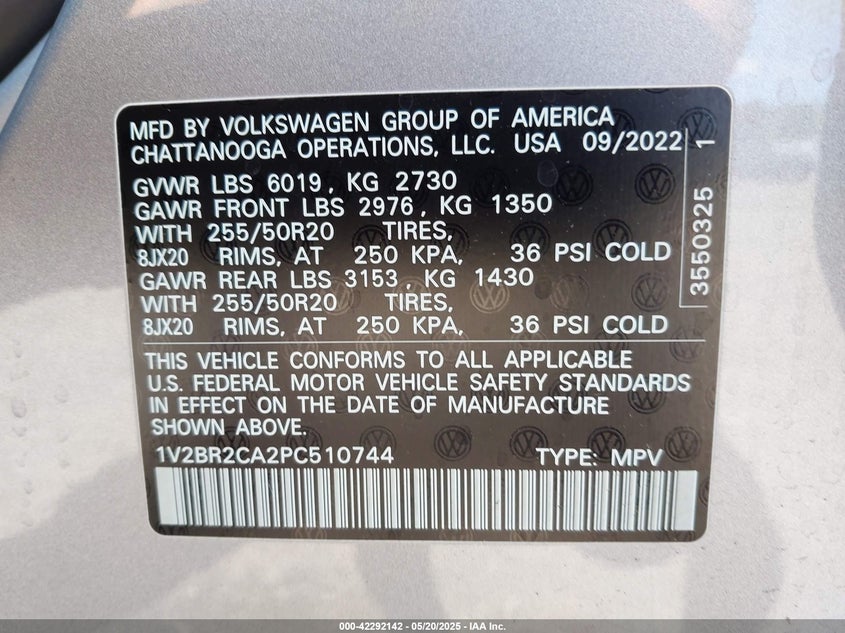 MFD BY VOLKSWAGEN GROUP OF AMERICA
CHATTANOOGA OPERATIONS, LLC. USA 09/2022
GVWR LBS 6019, KG 2730
GAWR FRONT LBS 2976, KG 1350
WITH 255/50R20 TIRES,
8JX20 RIMS, AT 250 KPA, 36 PSI COLD
GAWR REAR LBS 3153, KG 1430
WITH 255/50R20 TIRES,
8JX20 RIMS, AT 250 KPA, 36 PSI COLD
THIS VEHICLE CONFORMS TO ALL APPLICABLE
U.S. FEDERAL MOTOR VEHICLE SAFETY STANDARDS
IN EFFECT ON THE DATE OF MANUFACTURE
SHOWN ABOVE.
1V2BR2CA2PC510744 TYPE: MPV
3550325 1
000-42292142 - 05/20/2025 - IAA Inc.